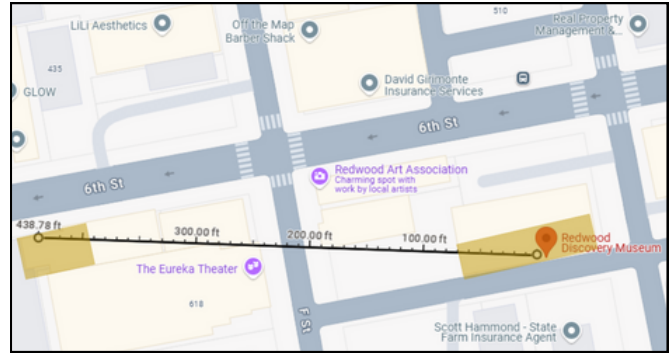 LiLi Aesthetics
Off the Map
Barber Shack
510
Real Property
Management &...
435
GLOW
David Girimonte
Insurance Services
6th St
Redwood Art Association
Charming spot with
work by local artists
6th St
438.78 ft
300.00 ft
200.00 ft
100.00 ft
Redwood
Discovery Museum
The Eureka Theater
618
F St
Scott Hammond - State
Farm Insurance Agent